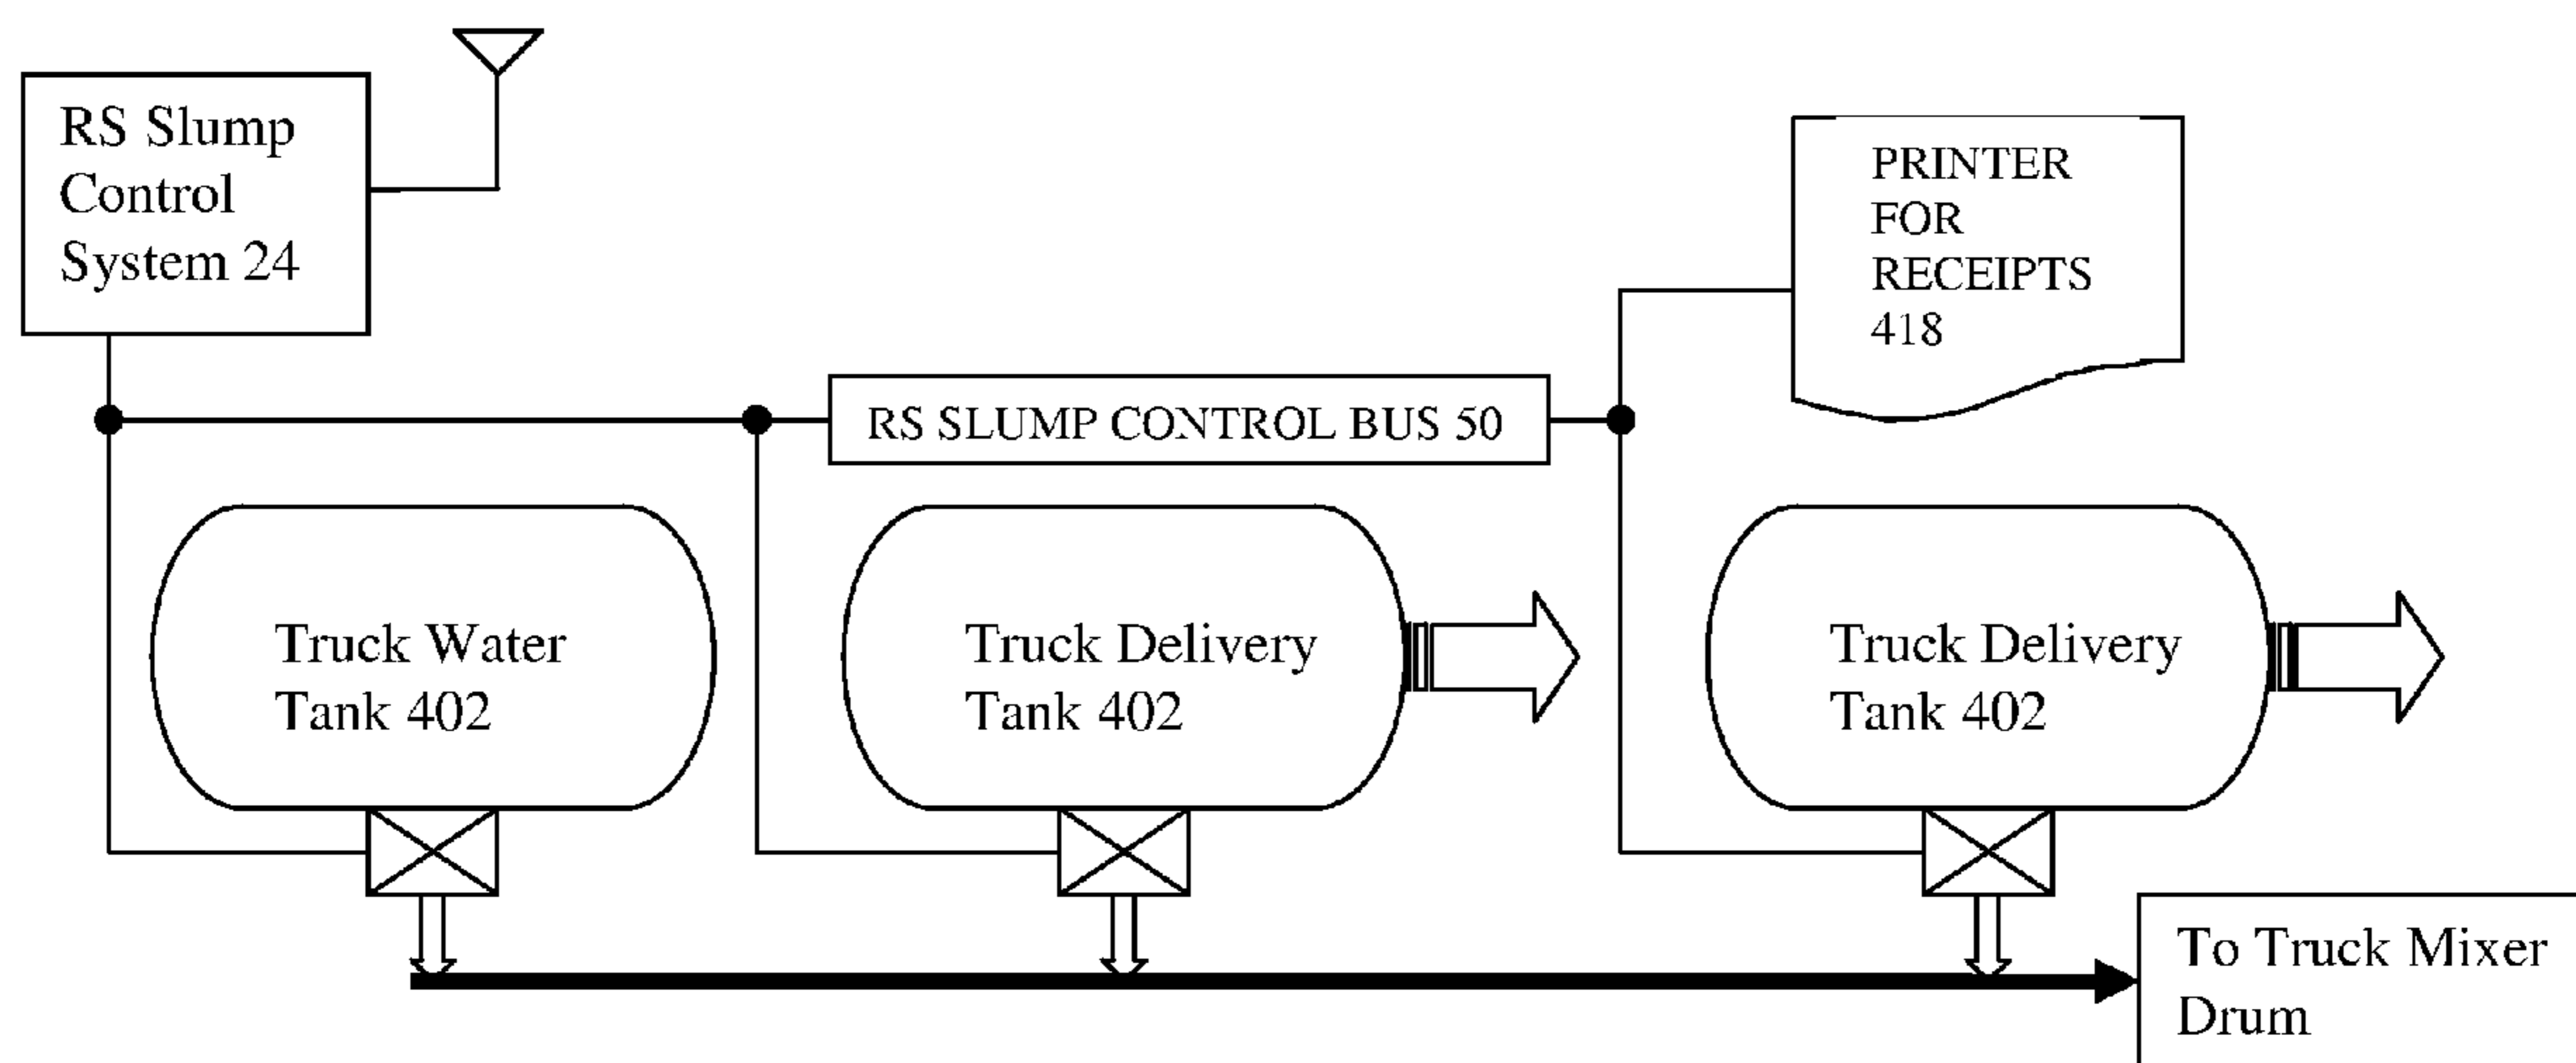 RS Slump
Control
System 24
PRINTER
FOR
RECEIPTS
418
RS SLUMP CONTROL BUS 50
Truck Water
Tank 402
Truck Delivery
Tank 402
Truck Delivery
Tank 402
To Truck Mixer
Drum